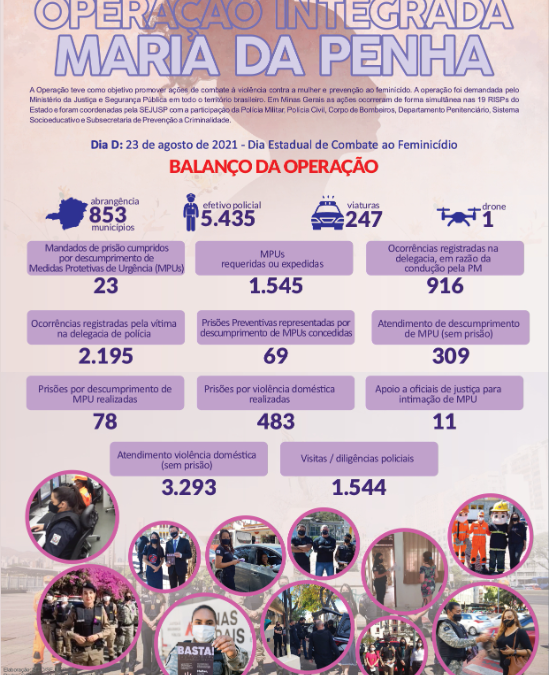 OPERAÇÃO INTEGRADA
MARIA DA PENHA
A Operação teve como objetivo promover ações de combate à violência contra a mulher e prevenção ao feminicídio. A operação foi demandada pelo
Ministério da Justiça e Segurança Pública em todo o território brasileiro. Em Minas Gerais as ações ocorreram de forma simultânea nas 19 RISPs do
Estado e foram coordenadas pela SEJUSP com a participação da Polícia Militar, Polícia Civil, Corpo de Bombeiros, Departamento Penitenciário, Sistema
Socioeducativo e Subsecretaria de Prevenção a Criminalidade.
Dia D: 23 de agosto de 2021 - Dia Estadual de Combate ao Feminicídio
BALANÇO DA OPERAÇÃO
abrangência
853
municípios
efetivo policial
5.435
viaturas
247
drone
1
Mandados de prisão cumpridos
por descumprimento de
Medidas Protetivas de Urgência (MPUs)
23
MPUs
requeridas ou expedidas
1.545
Ocorrências registradas na
delegacia, em razão da
condução pela PM
916
Ocorrências registradas pela vítima
na delegacia de polícia
2.195
Prisões Preventivas representadas por
descumprimento de MPUs concedidas
69
Atendimento de descumprimento
de MPU (sem prisão)
309
Prisões por descumprimento de
MPU realizadas
78
Prisões por violência doméstica
realizadas
483
Apoio a oficiais de justiça para
intimação de MPU
11
Atendimento violência doméstica
(sem prisão)
3.293
Visitas / diligências policiais
1.544
BASTA!